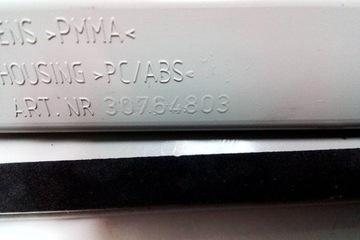 ENS >PMMA<
HOUSING >PC/ABS<
ART.NR 30764803